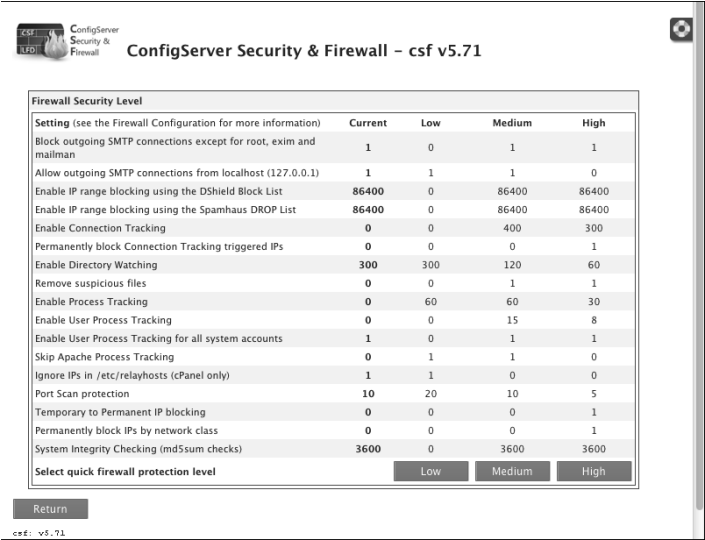 CSF
LFD
ConfigServer
Security &
Firewall
ConfigServer Security & Firewall – csf v5.71
Firewall Security Level
Setting (see the Firewall Configuration for more information) Current Low Medium High
Block outgoing SMTP connections except for root, exim and
mailman 1 0 1 1
Allow outgoing SMTP connections from localhost (127.0.0.1) 1 1 1 0
Enable IP range blocking using the DShield Block List 86400 0 86400 86400
Enable IP range blocking using the Spamhaus DROP List 86400 0 86400 86400
Enable Connection Tracking 0 0 400 300
Permanently block Connection Tracking triggered IPs 0 0 0 1
Enable Directory Watching 300 300 120 60
Remove suspicious files 0 0 1 1
Enable Process Tracking 0 60 60 30
Enable User Process Tracking 0 0 15 8
Enable User Process Tracking for all system accounts 1 0 1 1
Skip Apache Process Tracking 0 1 1 0
Ignore IPs in /etc/relayhosts (cPanel only) 1 1 0 0
Port Scan protection 10 20 10 5
Temporary to Permanent IP blocking 0 0 0 1
Permanently block IPs by network class 0 0 0 1
System Integrity Checking (md5sum checks) 3600 0 3600 3600
Select quick firewall protection level Low Medium High
Return
csf: v5.71